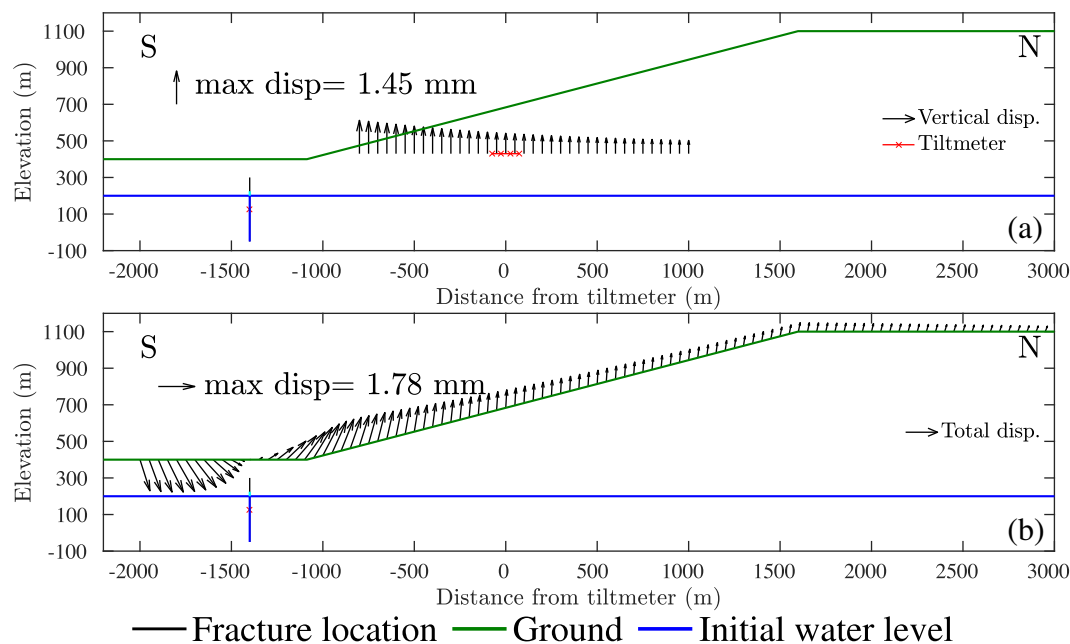 1100
900
700
500
300
100
-100
Elevation (m)
S
N
max disp= 1.45 mm
Vertical disp.
Tiltmeter
(a)
-2000 -1500 -1000 -500 0 500 1000 1500 2000 2500 3000
Distance from tiltmeter (m)
1100
900
700
500
300
100
-100
Elevation (m)
S
N
max disp= 1.78 mm
Total disp.
(b)
-2000 -1500 -1000 -500 0 500 1000 1500 2000 2500 3000
Distance from tiltmeter (m)
Fracture location Ground Initial water level